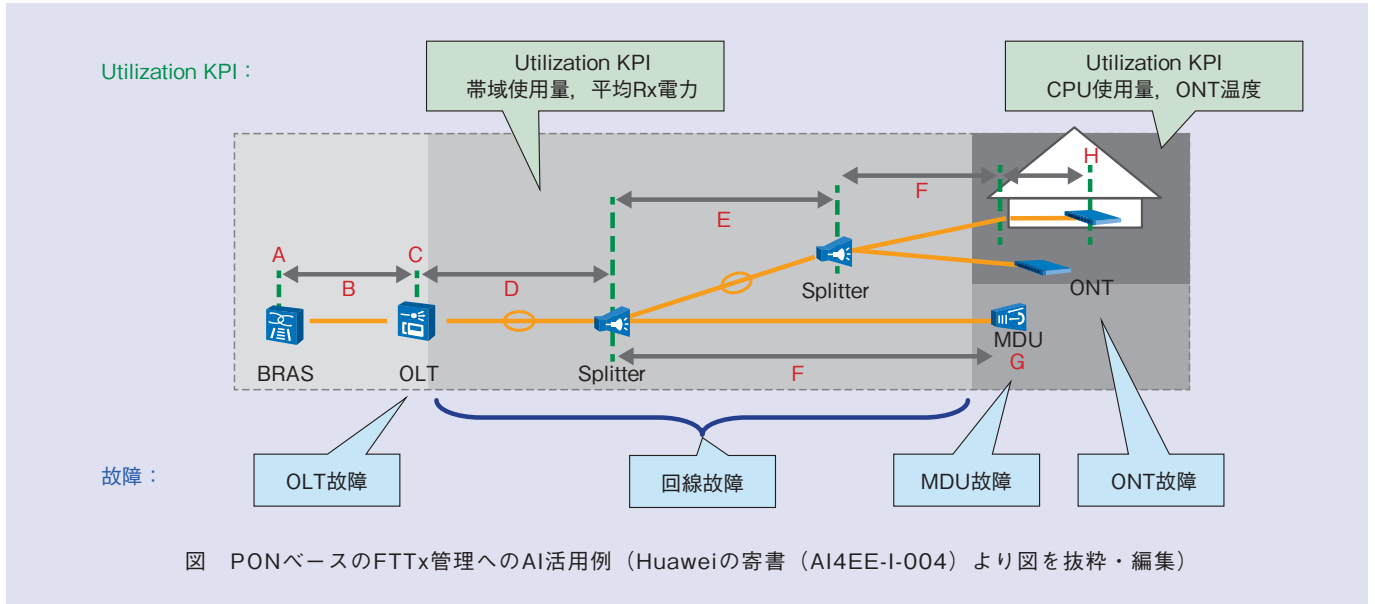 Utilization KPI：
Utilization KPI
帯域使用量，平均Rx電力
Utilization KPI
CPU使用量，ONT温度
H
F
E
A
C
B
D
Splitter
ONT
MDU
G
BRAS
OLT
Splitter
F
故障：
OLT故障
回線故障
MDU故障
ONT故障
図　PONベースのFTTx管理へのAI活用例（Huaweiの寄書（AI4EE-I-004）より図を抜粋・編集）